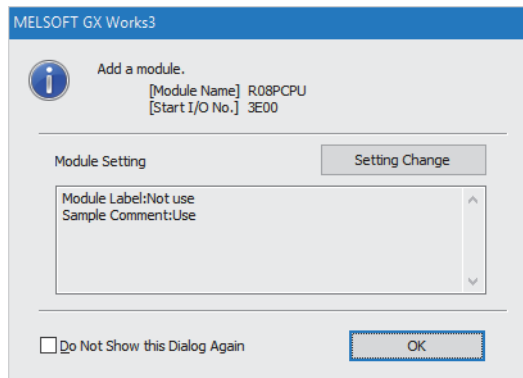 MELSOFT GX Works3
Add a module.
[Module Name] R08PCPU
[Start I/O No.] 3E00
Module Setting
Setting Change
Module Label:Not use
Sample Comment:Use
Do Not Show this Dialog Again
OK